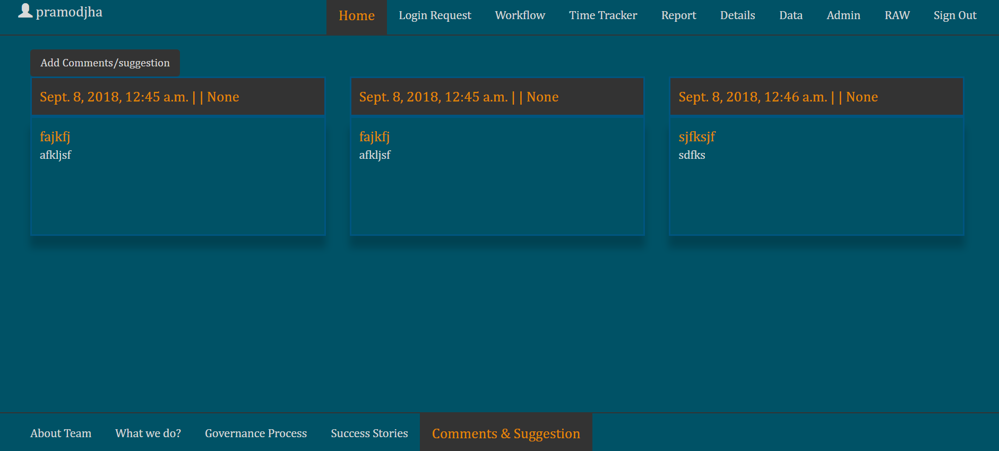 pramodjha
Home Login Request Workflow Time Tracker Report Details Data Admin RAW Sign Out
Add Comments/suggestion
Sept. 8, 2018, 12:45 a.m. | | None
fajkfj
afkljsf
Sept. 8, 2018, 12:45 a.m. | | None
fajkfj
afkljsf
Sept. 8, 2018, 12:46 a.m. | | None
sjfksjf
sdfks
About Team What we do? Governance Process Success Stories Comments & Suggestion